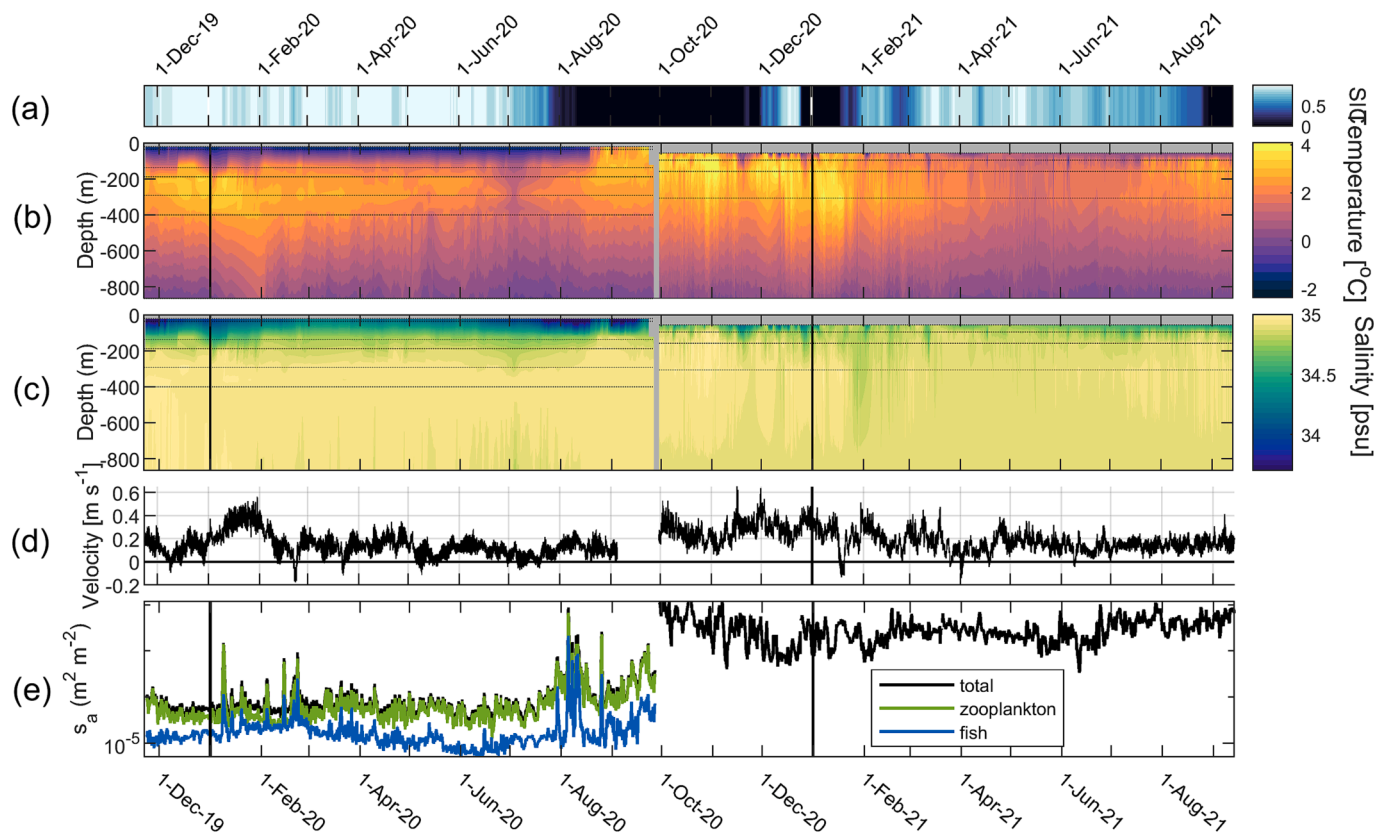 1-Dec-19 1-Feb-20 1-Apr-20 1-Jun-20 1-Aug-20 1-Oct-20 1-Dec-20 1-Feb-21 1-Apr-21 1-Jun-21 1-Aug-21
(a)
0.5
0
SIC
(b)
Depth (m)
0
-200
-400
-600
-800
4
2
0
-2
Temperature [°C]
(c)
Depth (m)
0
-200
-400
-600
-800
35
34.5
34
Salinity [psu]
(d)
Velocity [m s-1]
0.6
0.4
0.2
0
-0.2
(e)
sa (m2 m-2)
10-5
total
zooplankton
fish
1-Dec-19 1-Feb-20 1-Apr-20 1-Jun-20 1-Aug-20 1-Oct-20 1-Dec-20 1-Feb-21 1-Apr-21 1-Jun-21 1-Aug-21